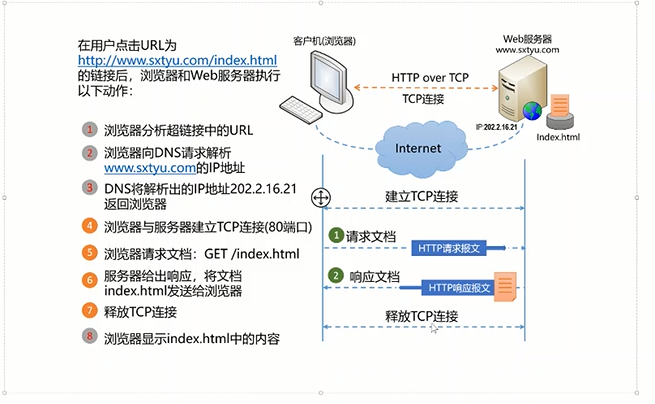 在用户点击URL为
http://www.sxtyu.com/index.html
的链接后，浏览器和Web服务器执行
以下动作：
1 浏览器分析超链接中的URL
2 浏览器向DNS请求解析
www.sxtyu.com的IP地址
3 DNS将解析出的IP地址202.2.16.21
返回浏览器
4 浏览器与服务器建立TCP连接(80端口)
5 浏览器请求文档：GET /index.html
6 服务器给出响应，将文档
index.html发送给浏览器
7 释放TCP连接
8 浏览器显示index.html中的内容
客户机(浏览器)
Web服务器
www.sxtyu.com
HTTP over TCP
TCP连接
IP:202.2.16.21
Index.html
Internet
建立TCP连接
1 请求文档
HTTP请求报文
2 响应文档
HTTP响应报文
释放TCP连接